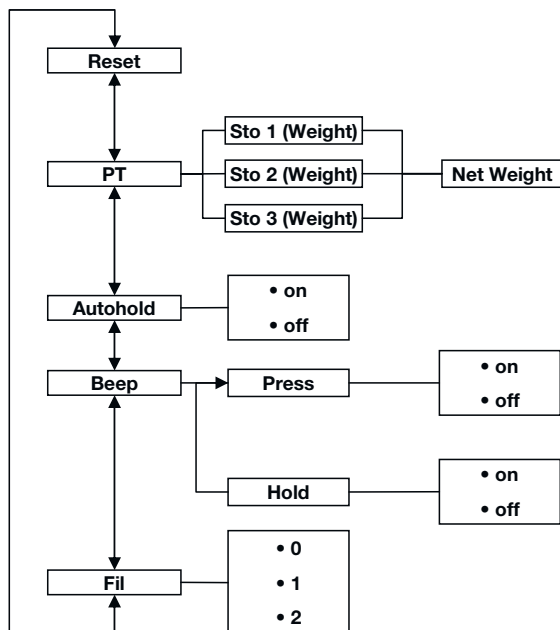 Reset
Sto 1 (Weight)
PT
Sto 2 (Weight)
Net Weight
Sto 3 (Weight)
Autohold
• on
• off
Beep
Press
• on
• off
Hold
• on
• off
Fil
• 0
• 1
• 2